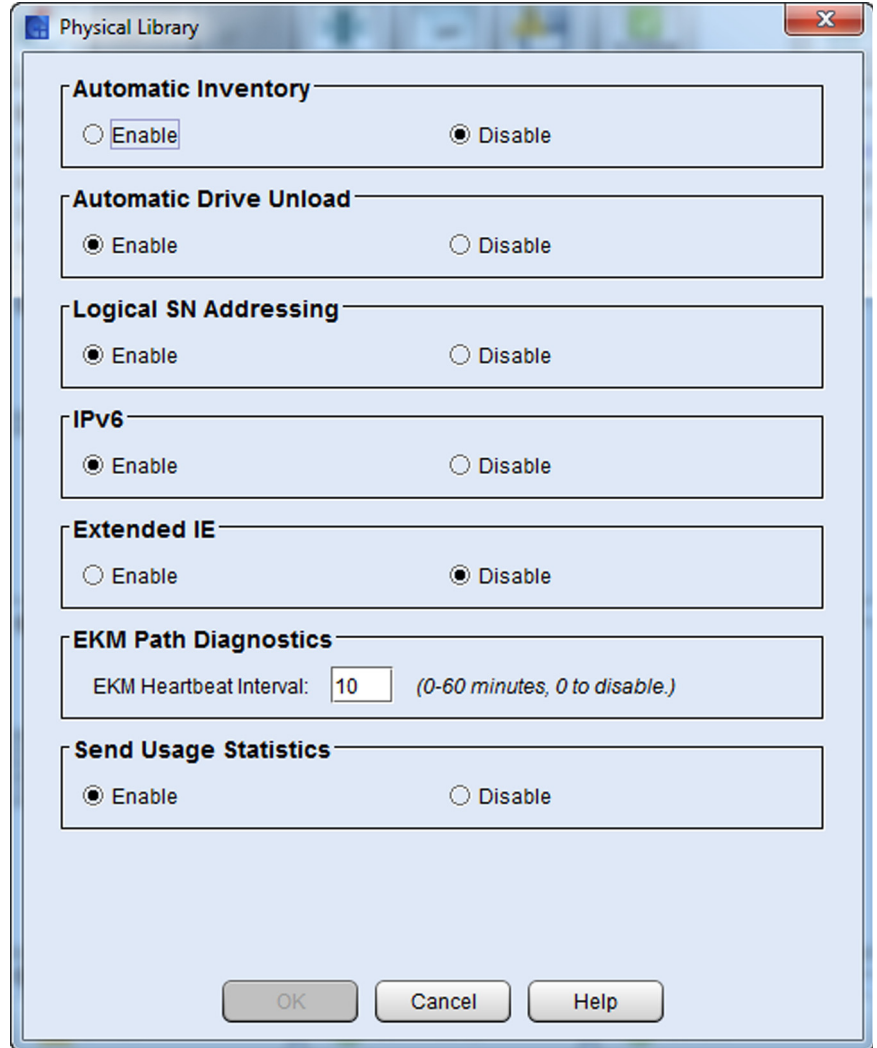 Physical Library
Automatic Inventory
Enable Disable
Automatic Drive Unload
Enable Disable
Logical SN Addressing
Enable Disable
IPv6
Enable Disable
Extended IE
Enable Disable
EKM Path Diagnostics
EKM Heartbeat Interval: 10 (0-60 minutes, 0 to disable.)
Send Usage Statistics
Enable Disable
OK Cancel Help